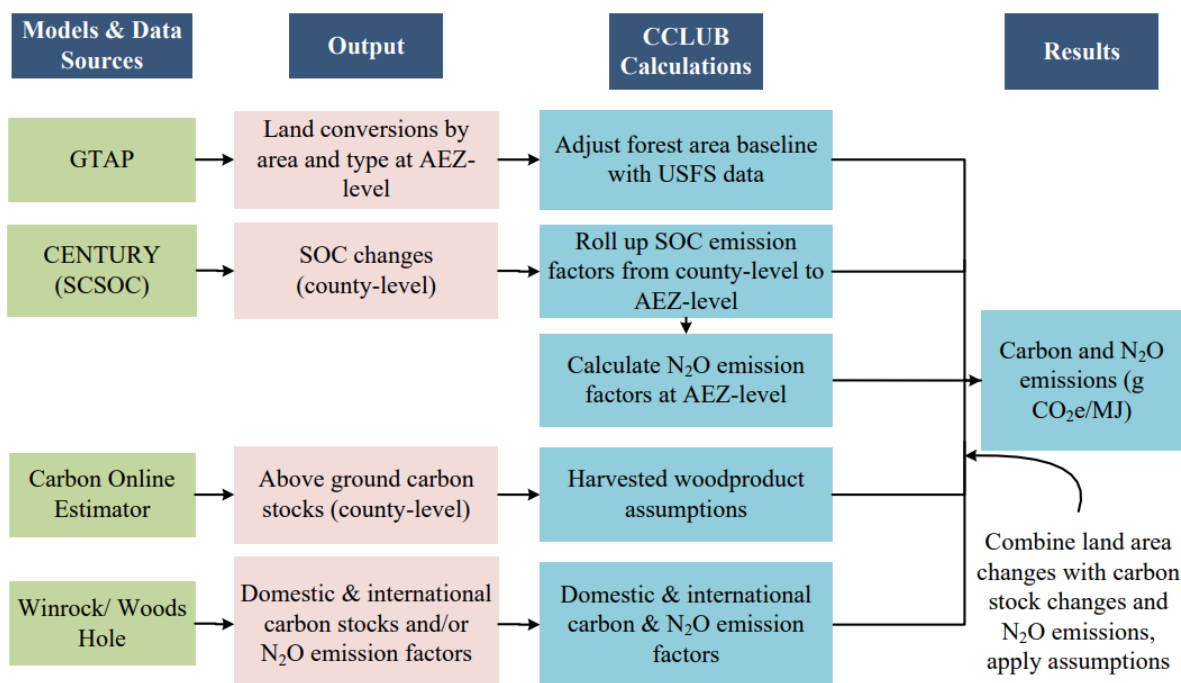 Models & Data
Sources
Output
CCLUB
Calculations
Results
GTAP
Land conversions by
area and type at AEZ-
level
Adjust forest area baseline
with USFS data
CENTURY
(SCSOC)
SOC changes
(county-level)
Roll up SOC emission
factors from county-level to
AEZ-level
Calculate N₂O emission
factors at AEZ-level
Carbon and N₂O
emissions (g
CO₂e/MJ)
Carbon Online
Estimator
Above ground carbon
stocks (county-level)
Harvested woodproduct
assumptions
Winrock/ Woods
Hole
Domestic & international
carbon stocks and/or
N₂O emission factors
Domestic & international
carbon & N₂O emission
factors
Combine land area
changes with carbon
stock changes and
N₂O emissions,
apply assumptions